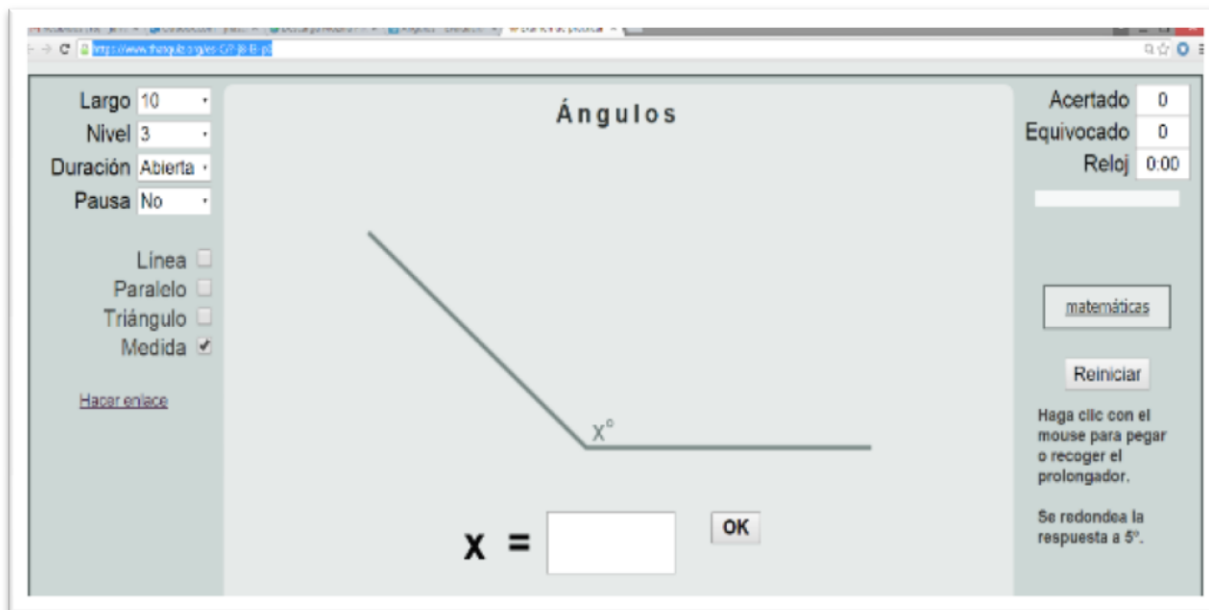 Largo 10
Nivel 3
Duración Abierta
Pausa No
Línea
Paralelo
Triángulo
Medida
Hacer enlace
Ángulos
x°
x =
OK
Acertado 0
Equivocado 0
Reloj 0:00
matemáticas
Reiniciar
Haga clic con el
mouse para pegar
o recoger el
prolongador.
Se redondea la
respuesta a 5°.